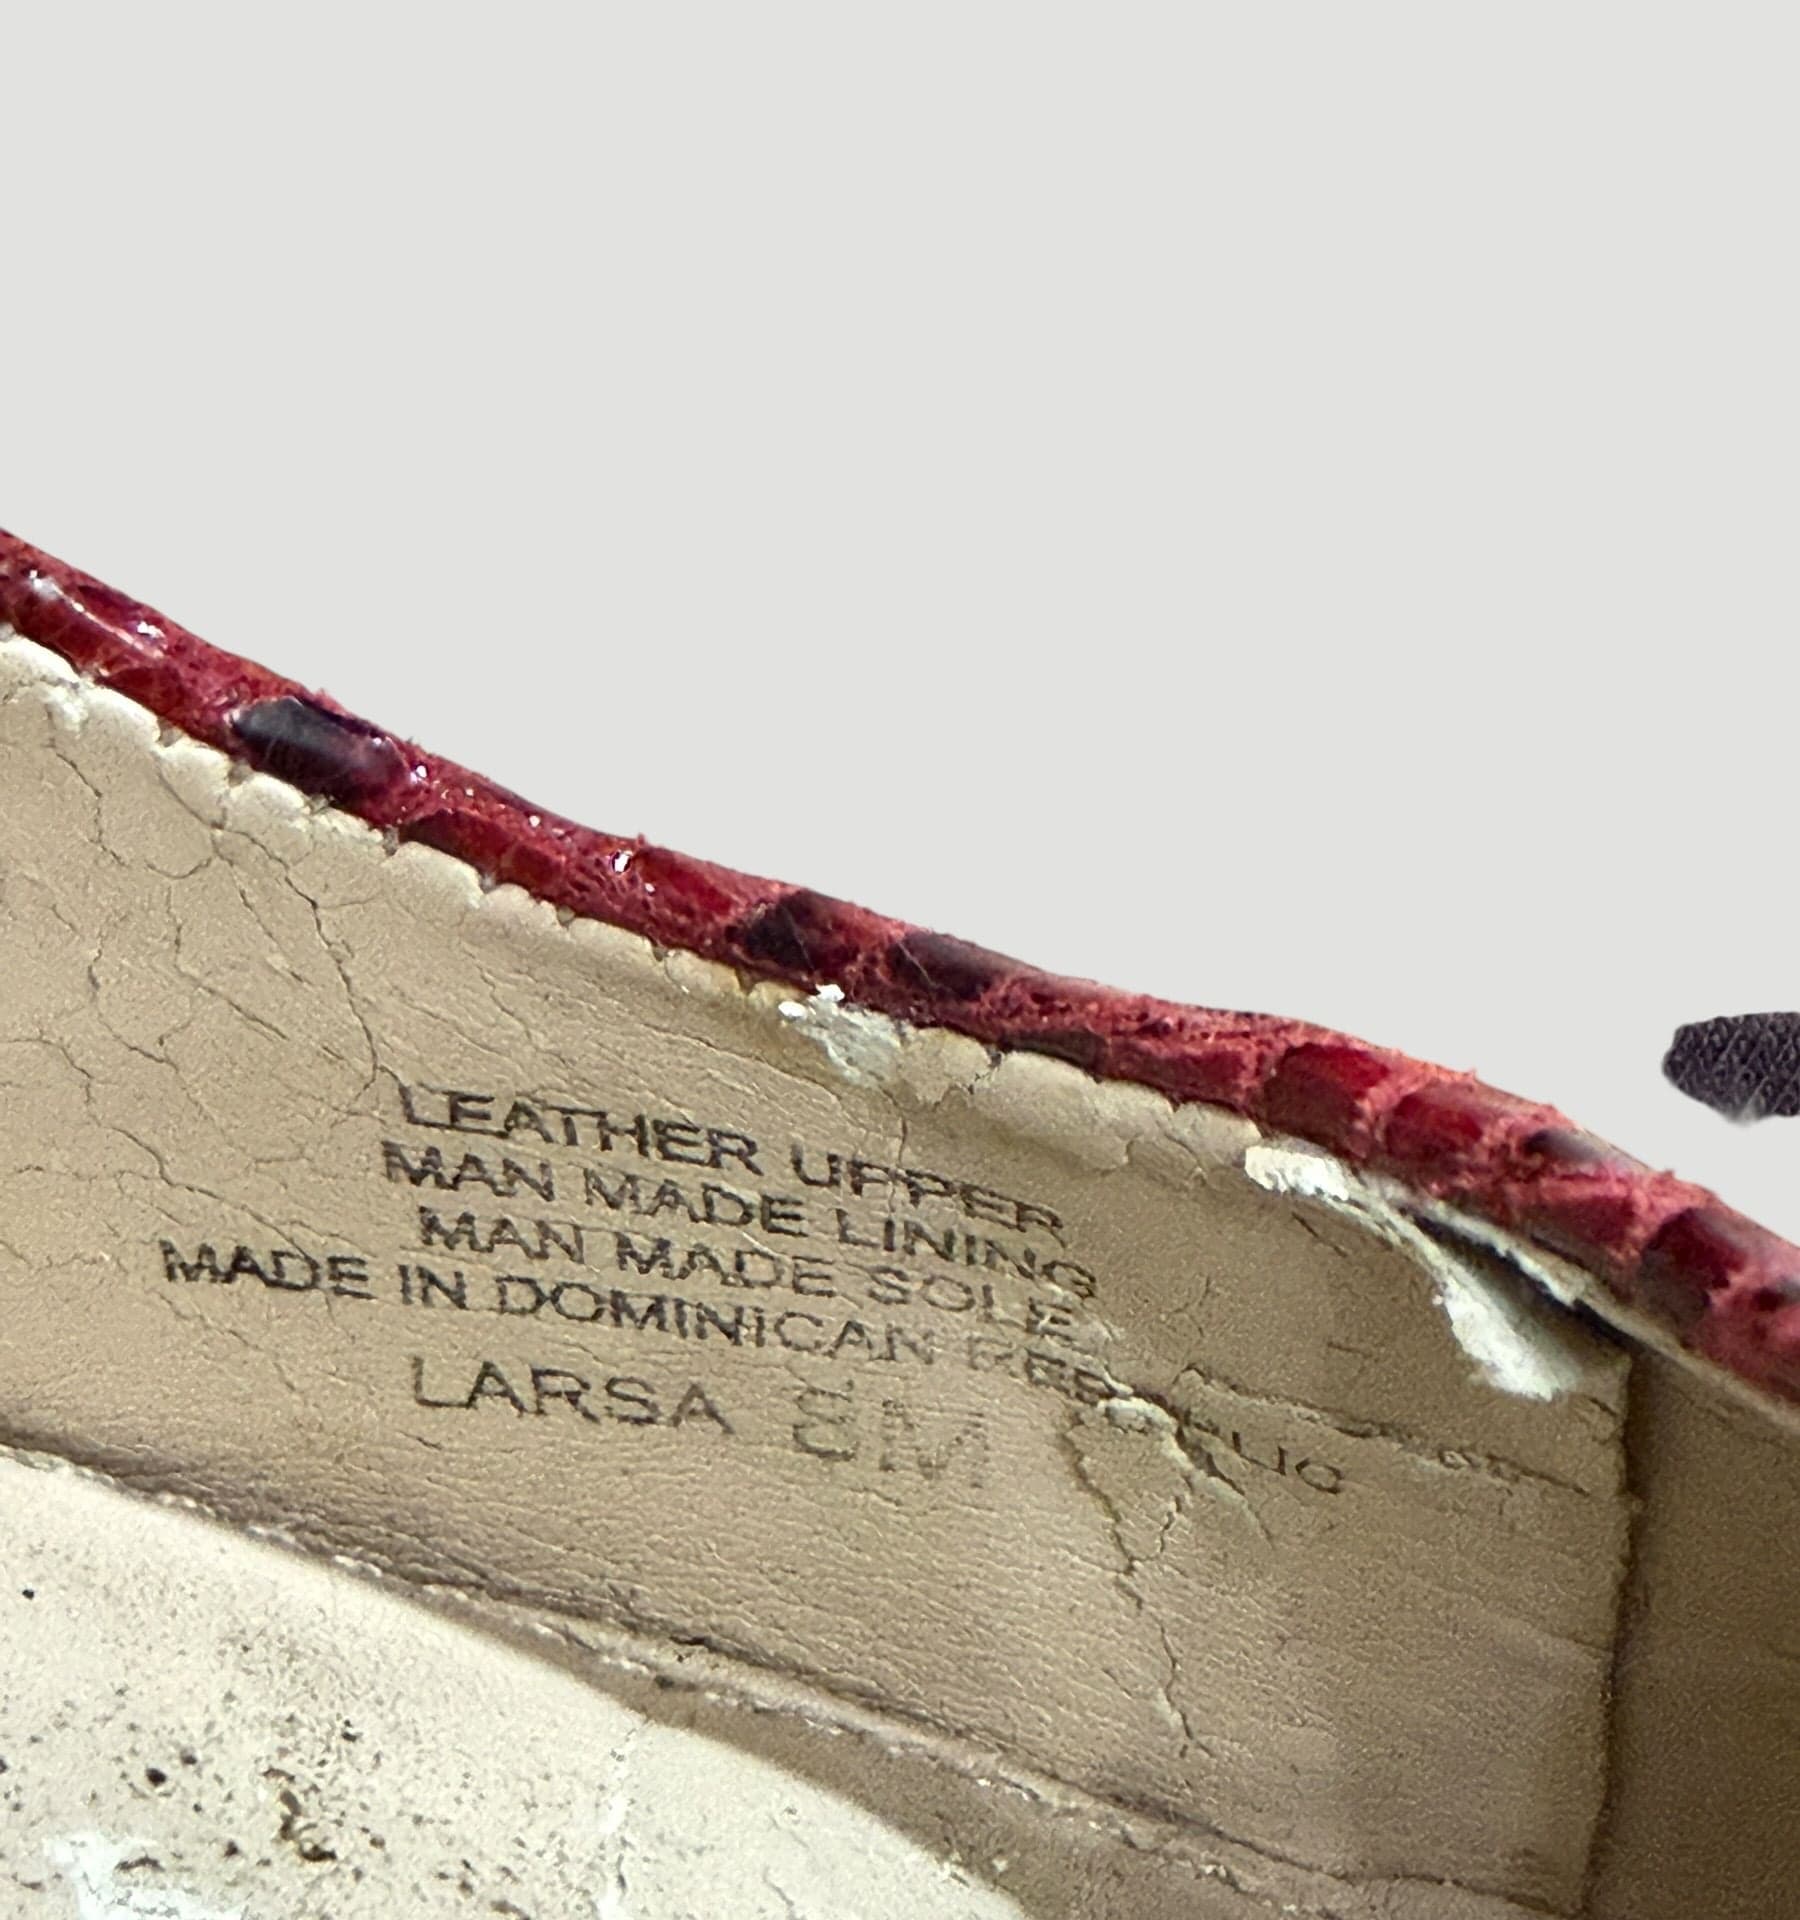 LEATHER UPPER
MAN MADE LINING
MAN MADE SOLE
MADE IN DOMINICAN REPUBLIC
LARSA 8M